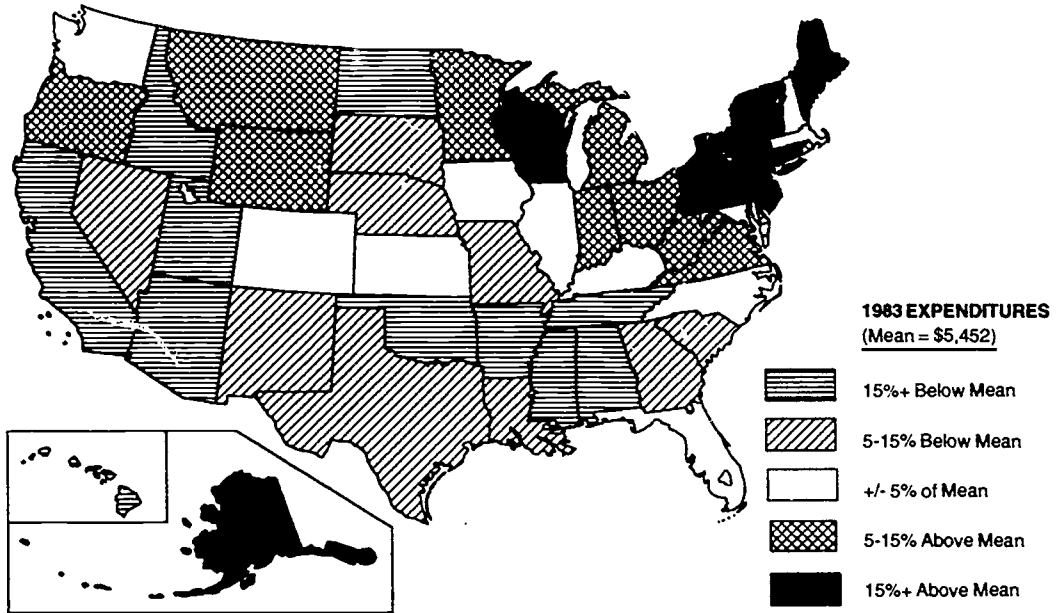 1983 EXPENDITURES
(Mean = $5,452)
15%+ Below Mean
5-15% Below Mean
+/- 5% of Mean
5-15% Above Mean
15%+ Above Mean